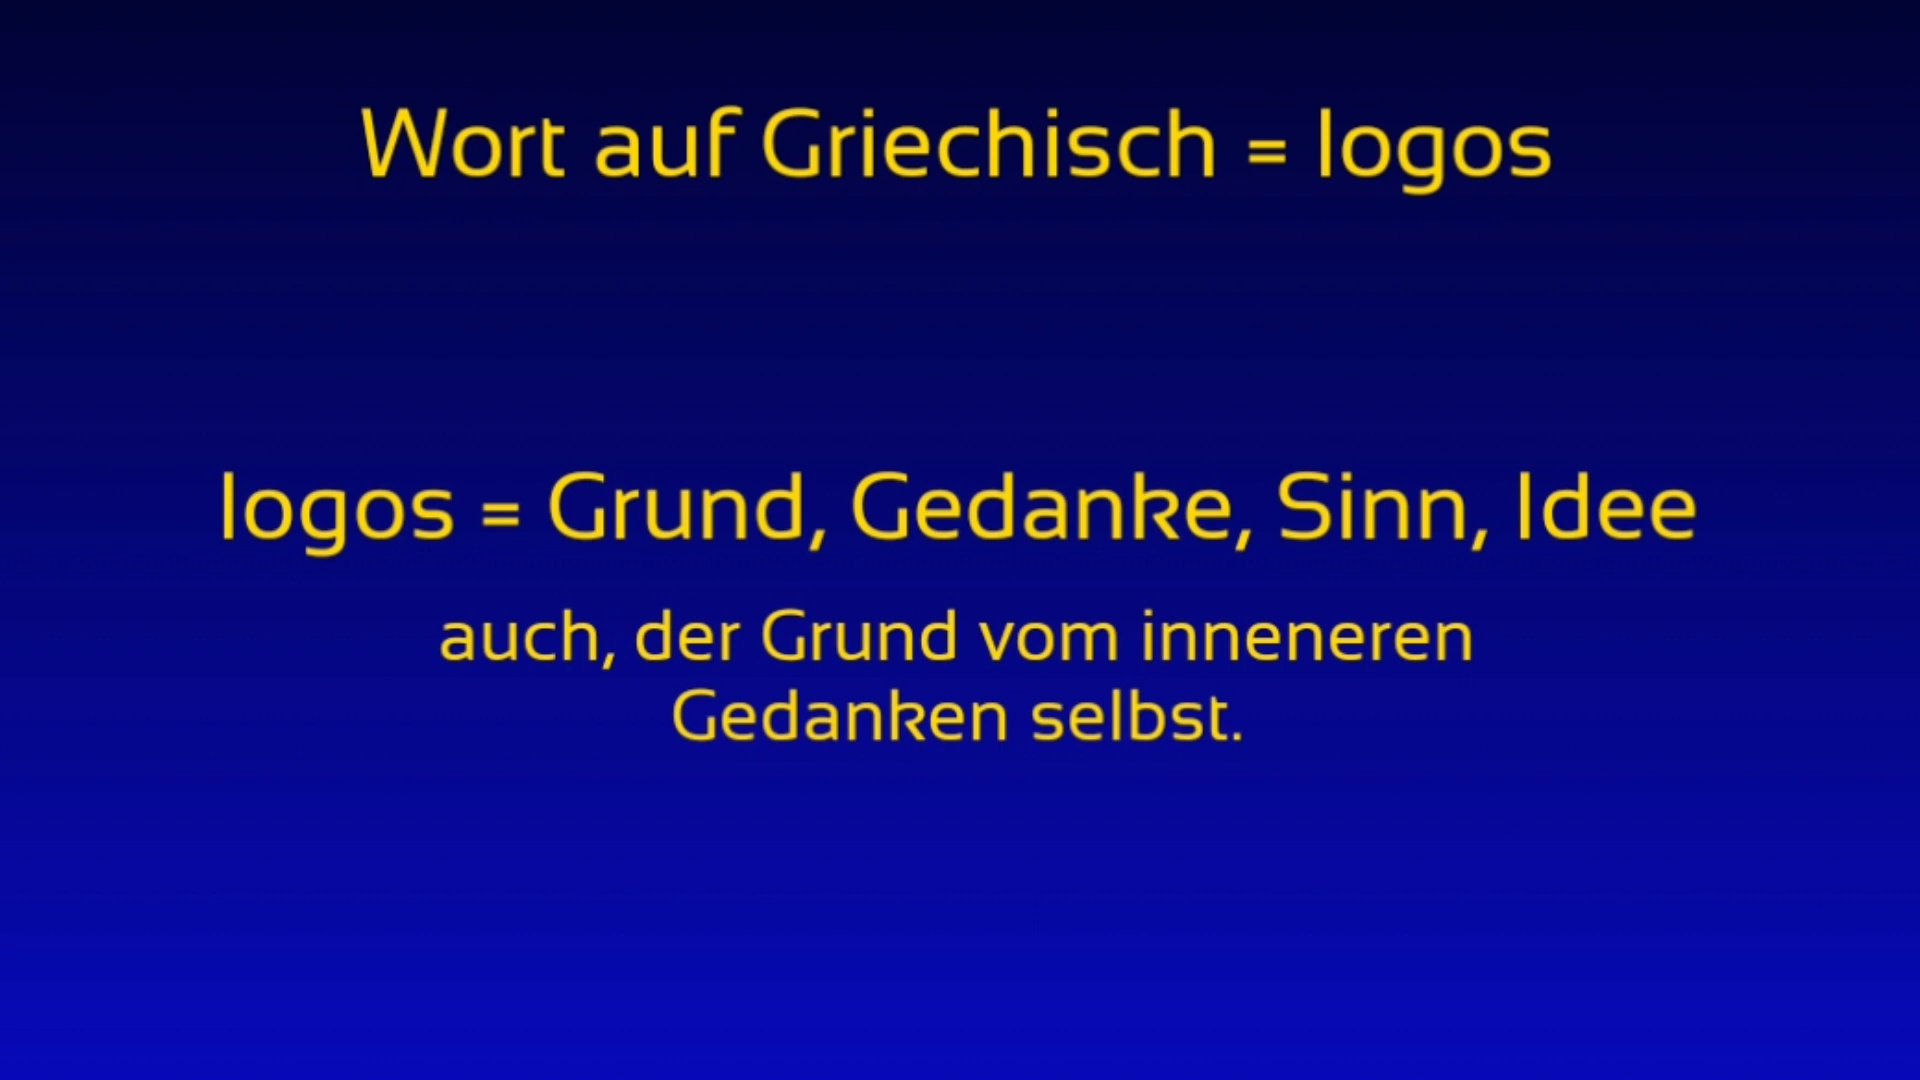 Wort auf Griechisch = logos
logos = Grund, Gedanke, Sinn, Idee
auch, der Grund vom inneneren
Gedanken selbst.